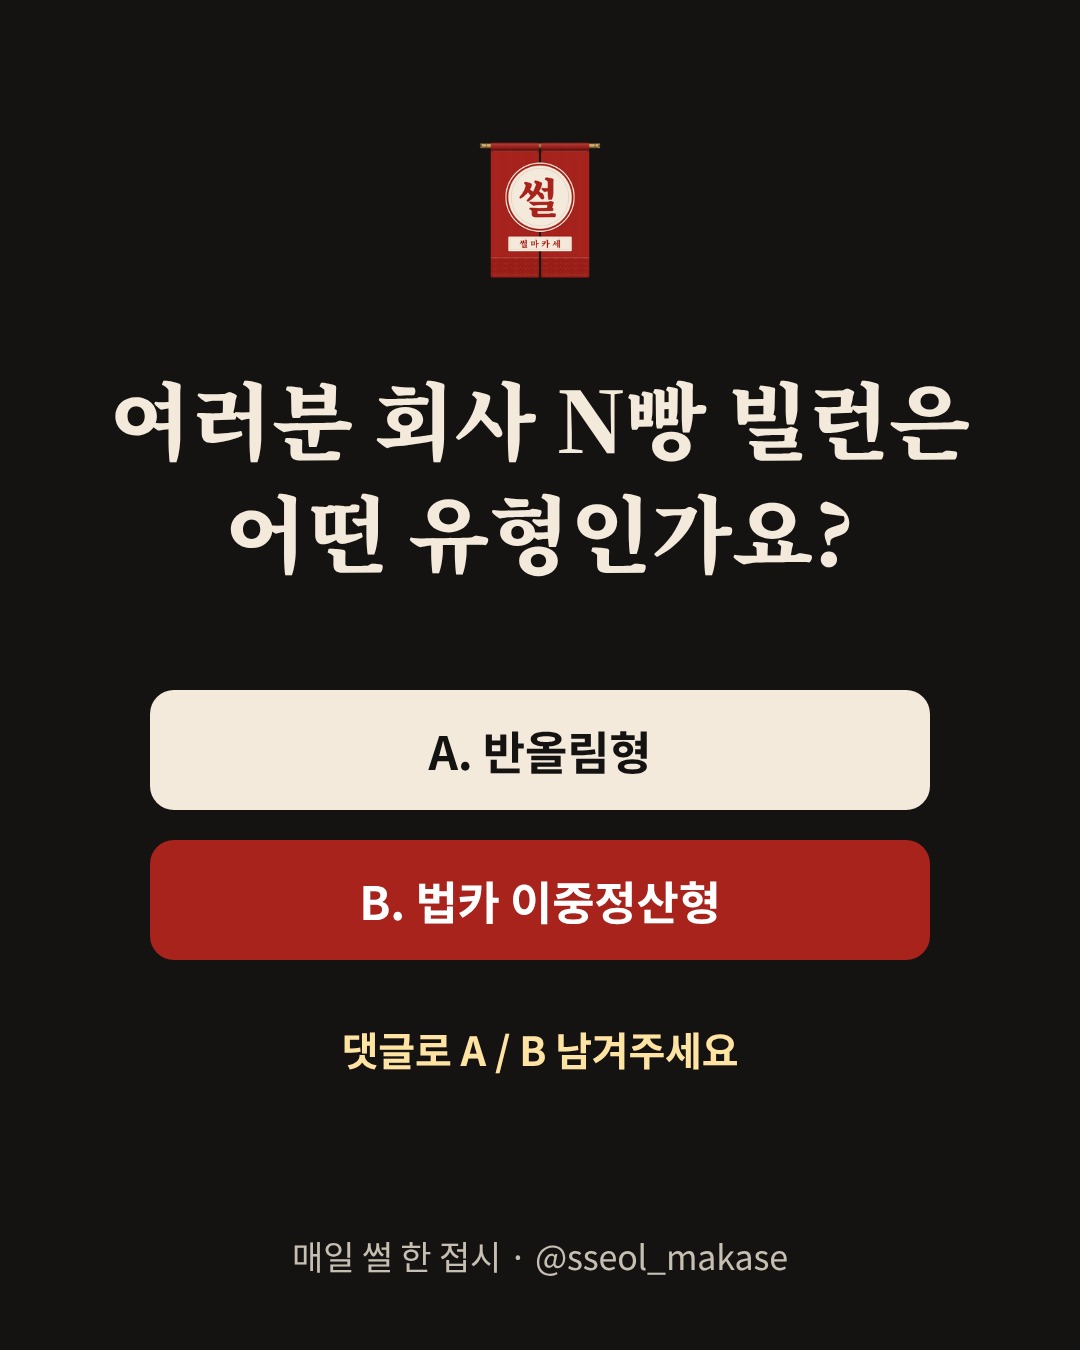 썰
썰마카세
여러분 회사 N빵 빌런은
어떤 유형인가요?
A. 반올림형
B. 법카 이중정산형
댓글로 A / B 남겨주세요
매일 썰 한 접시 · @sseol_makase